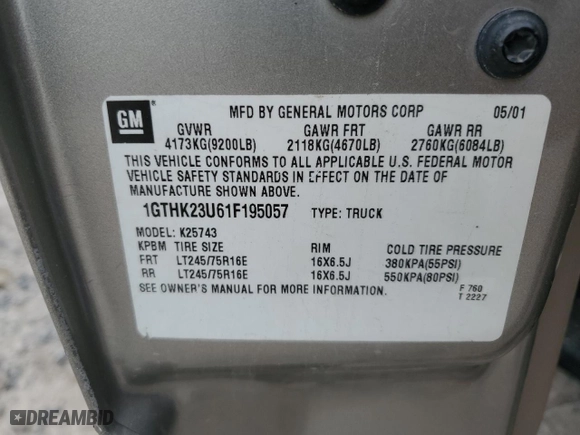 GM
MFD BY GENERAL MOTORS CORP 05/01
GVWR GAWR FRT GAWR RR
4173KG(9200LB) 2118KG(4670LB) 2760KG(6084LB)
THIS VEHICLE CONFORMS TO ALL APPLICABLE U.S. FEDERAL MOTOR
VEHICLE SAFETY STANDARDS IN EFFECT ON THE DATE OF
MANUFACTURE SHOWN ABOVE.
1GTHK23U61F195057 TYPE: TRUCK
MODEL: K25743
KPBM TIRE SIZE RIM COLD TIRE PRESSURE
FRT LT245/75R16E 16X6.5J 380KPA(55PSI)
RR LT245/75R16E 16X6.5J 550KPA(80PSI)
SEE OWNER'S MANUAL FOR MORE INFORMATION.
F 760
T 2227
DREAMBID